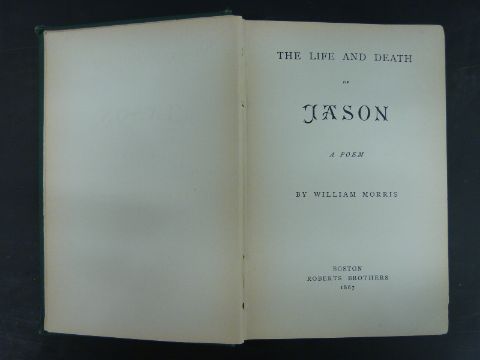 THE LIFE AND DEATH
OF
JASON
A POEM
BY WILLIAM MORRIS
BOSTON
ROBERTS BROTHERS
1867